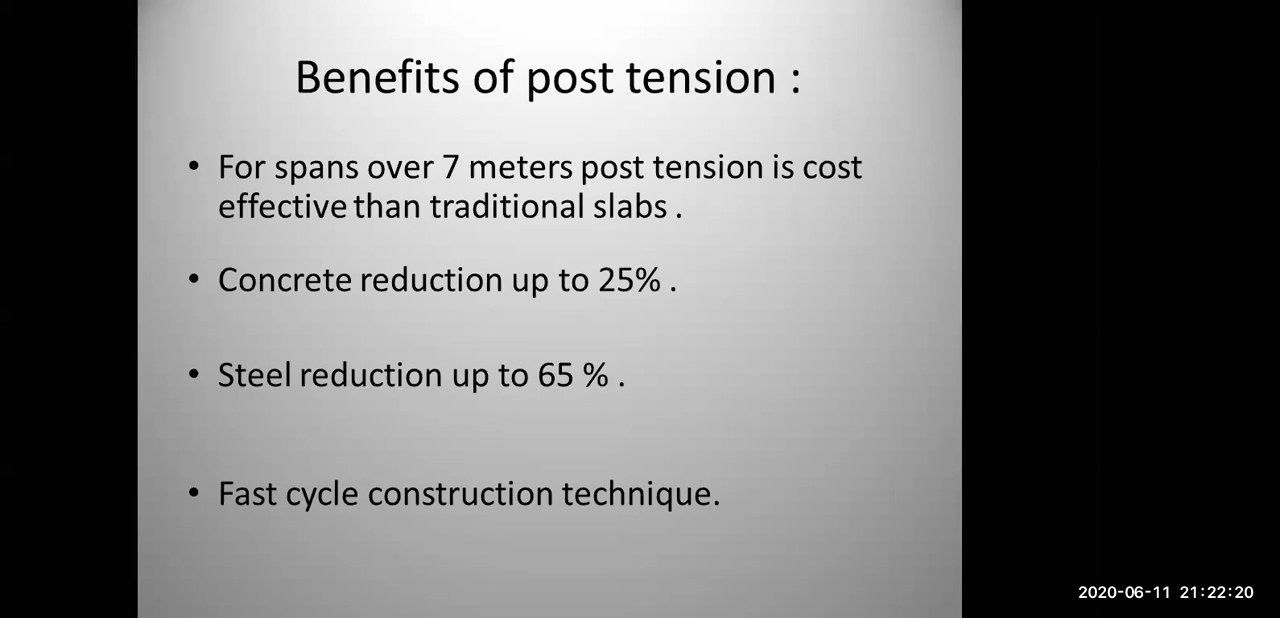 Benefits of post tension :
• For spans over 7 meters post tension is cost
effective than traditional slabs .
• Concrete reduction up to 25% .
• Steel reduction up to 65 % .
• Fast cycle construction technique.
2020-06-11 21:22:20